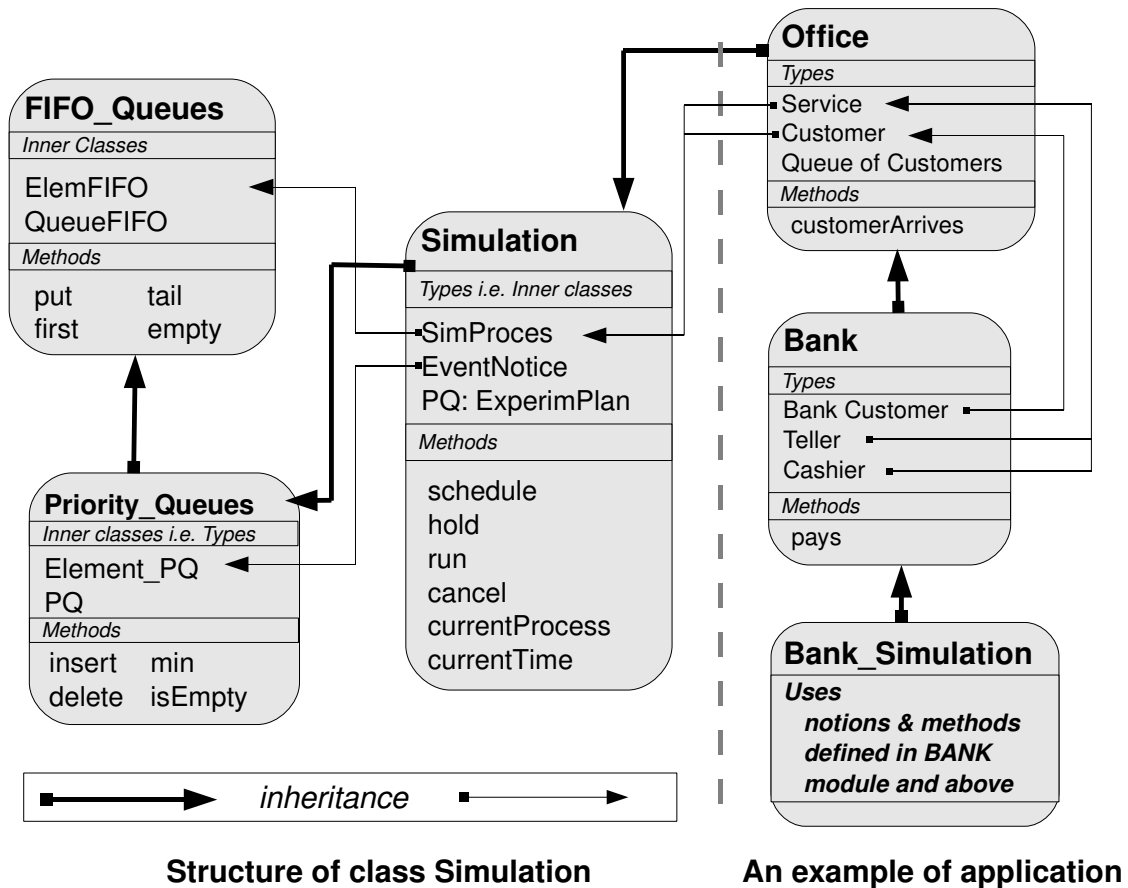 FIFO_Queues
Inner Classes
ElemFIFO
QueueFIFO
Methods
put tail
first empty
Priority_Queues
Inner classes i.e. Types
Element_PQ
PQ
Methods
insert min
delete isEmpty
Simulation
Types i.e. Inner classes
SimProces
EventNotice
PQ: ExperimPlan
Methods
schedule
hold
run
cancel
currentProcess
currentTime
Office
Types
Service
Customer
Queue of Customers
Methods
customerArrives
Bank
Types
Bank Customer
Teller
Cashier
Methods
pays
Bank_Simulation
Uses
notions & methods
defined in BANK
module and above
inheritance
Structure of class Simulation
An example of application